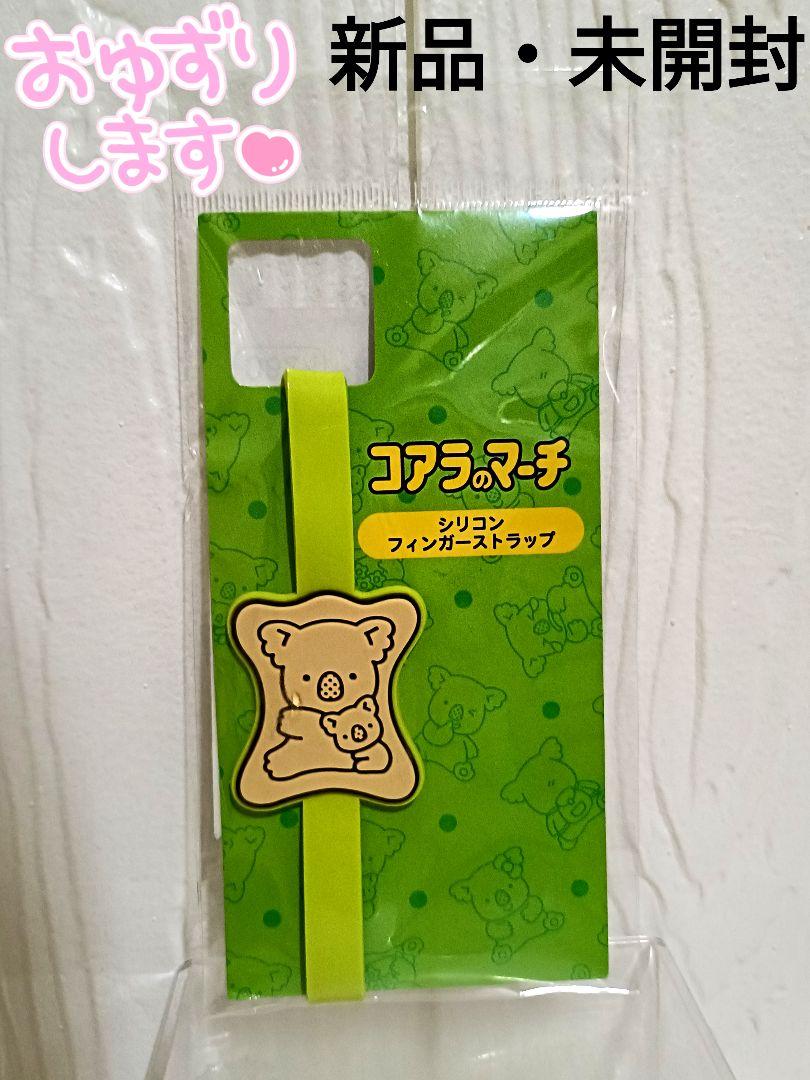 おゆずり
します
新品・未開封
コアラのマーチ
シリコン
フィンガーストラップ